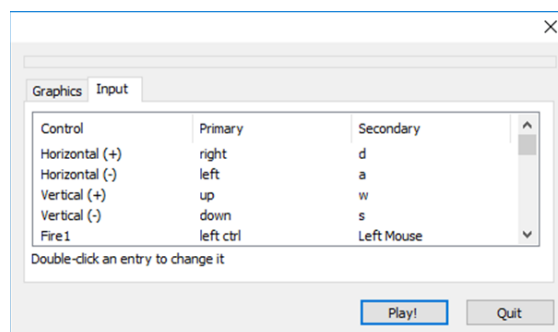 Graphics Input
Control Primary Secondary
Horizontal (+) right d
Horizontal (-) left a
Vertical (+) up w
Vertical (-) down s
Fire1 left ctrl Left Mouse
Double-click an entry to change it
Play! Quit